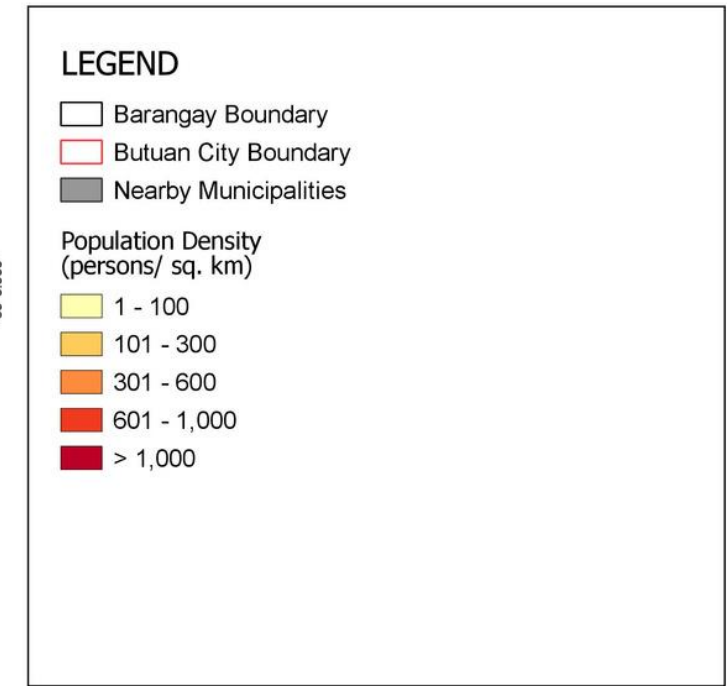 LEGEND
Barangay Boundary
Butuan City Boundary
Nearby Municipalities
Population Density
(persons/ sq. km)
1 - 100
101 - 300
301 - 600
601 - 1,000
> 1,000